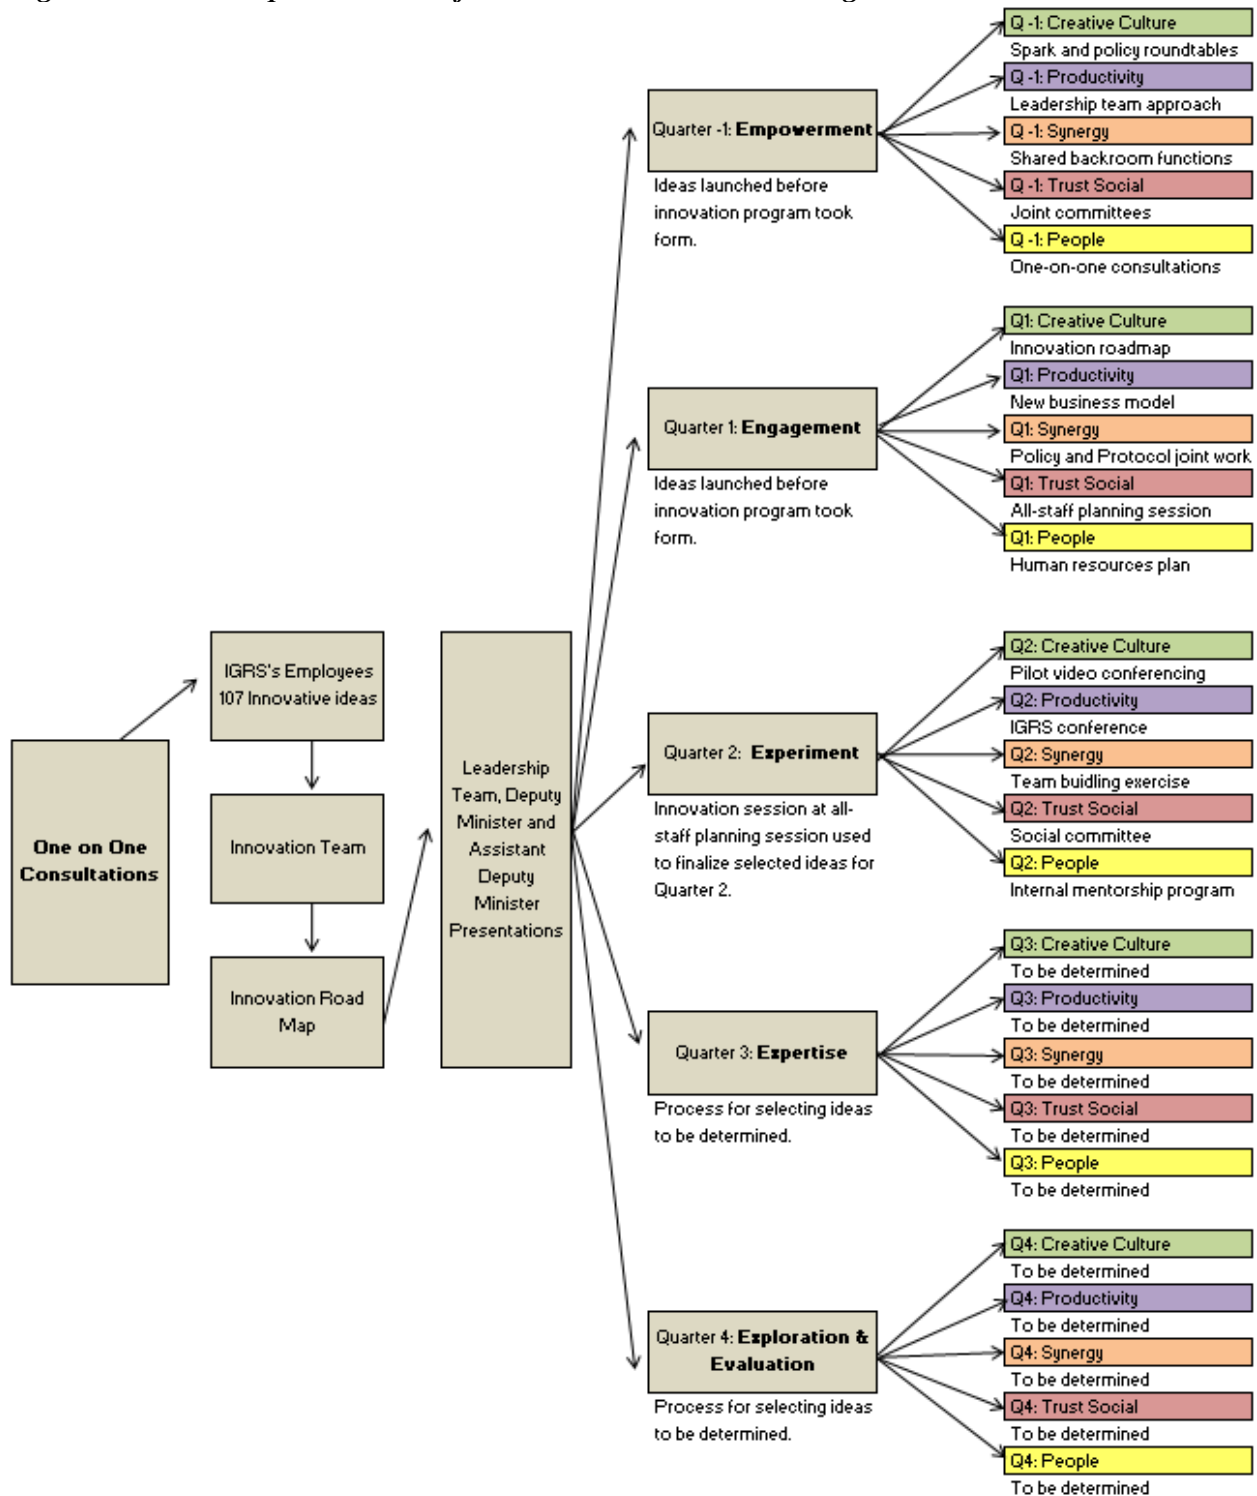 Q -1: Creative Culture
Spark and policy roundtables
Q -1: Productivity
Leadership team approach
Q -1: Synergy
Shared backroom functions
Q -1: Trust Social
Joint committees
Q -1: People
One-on-one consultations
Quarter -1: Empowerment
Ideas launched before
innovation program took
form.
Q1: Creative Culture
Innovation roadmap
Q1: Productivity
New business model
Q1: Synergy
Policy and Protocol joint work
Q1: Trust Social
All-staff planning session
Q1: People
Human resources plan
Quarter 1: Engagement
Ideas launched before
innovation program took
form.
One on One
Consultations
IGRS's Employees
107 Innovative ideas
Innovation Team
Innovation Road
Map
Leadership
Team, Deputy
Minister and
Assistant
Deputy
Minister
Presentations
Quarter 2: Experiment
Innovation session at all-
staff planning session used
to finalize selected ideas for
Quarter 2.
Q2: Creative Culture
Pilot video conferencing
Q2: Productivity
IGRS conference
Q2: Synergy
Team buidling exercise
Q2: Trust Social
Social committee
Q2: People
Internal mentorship program
Quarter 3: Expertise
Process for selecting ideas
to be determined.
Q3: Creative Culture
To be determined
Q3: Productivity
To be determined
Q3: Synergy
To be determined
Q3: Trust Social
To be determined
Q3: People
To be determined
Quarter 4: Exploration &
Evaluation
Process for selecting ideas
to be determined.
Q4: Creative Culture
To be determined
Q4: Productivity
To be determined
Q4: Synergy
To be determined
Q4: Trust Social
To be determined
Q4: People
To be determined